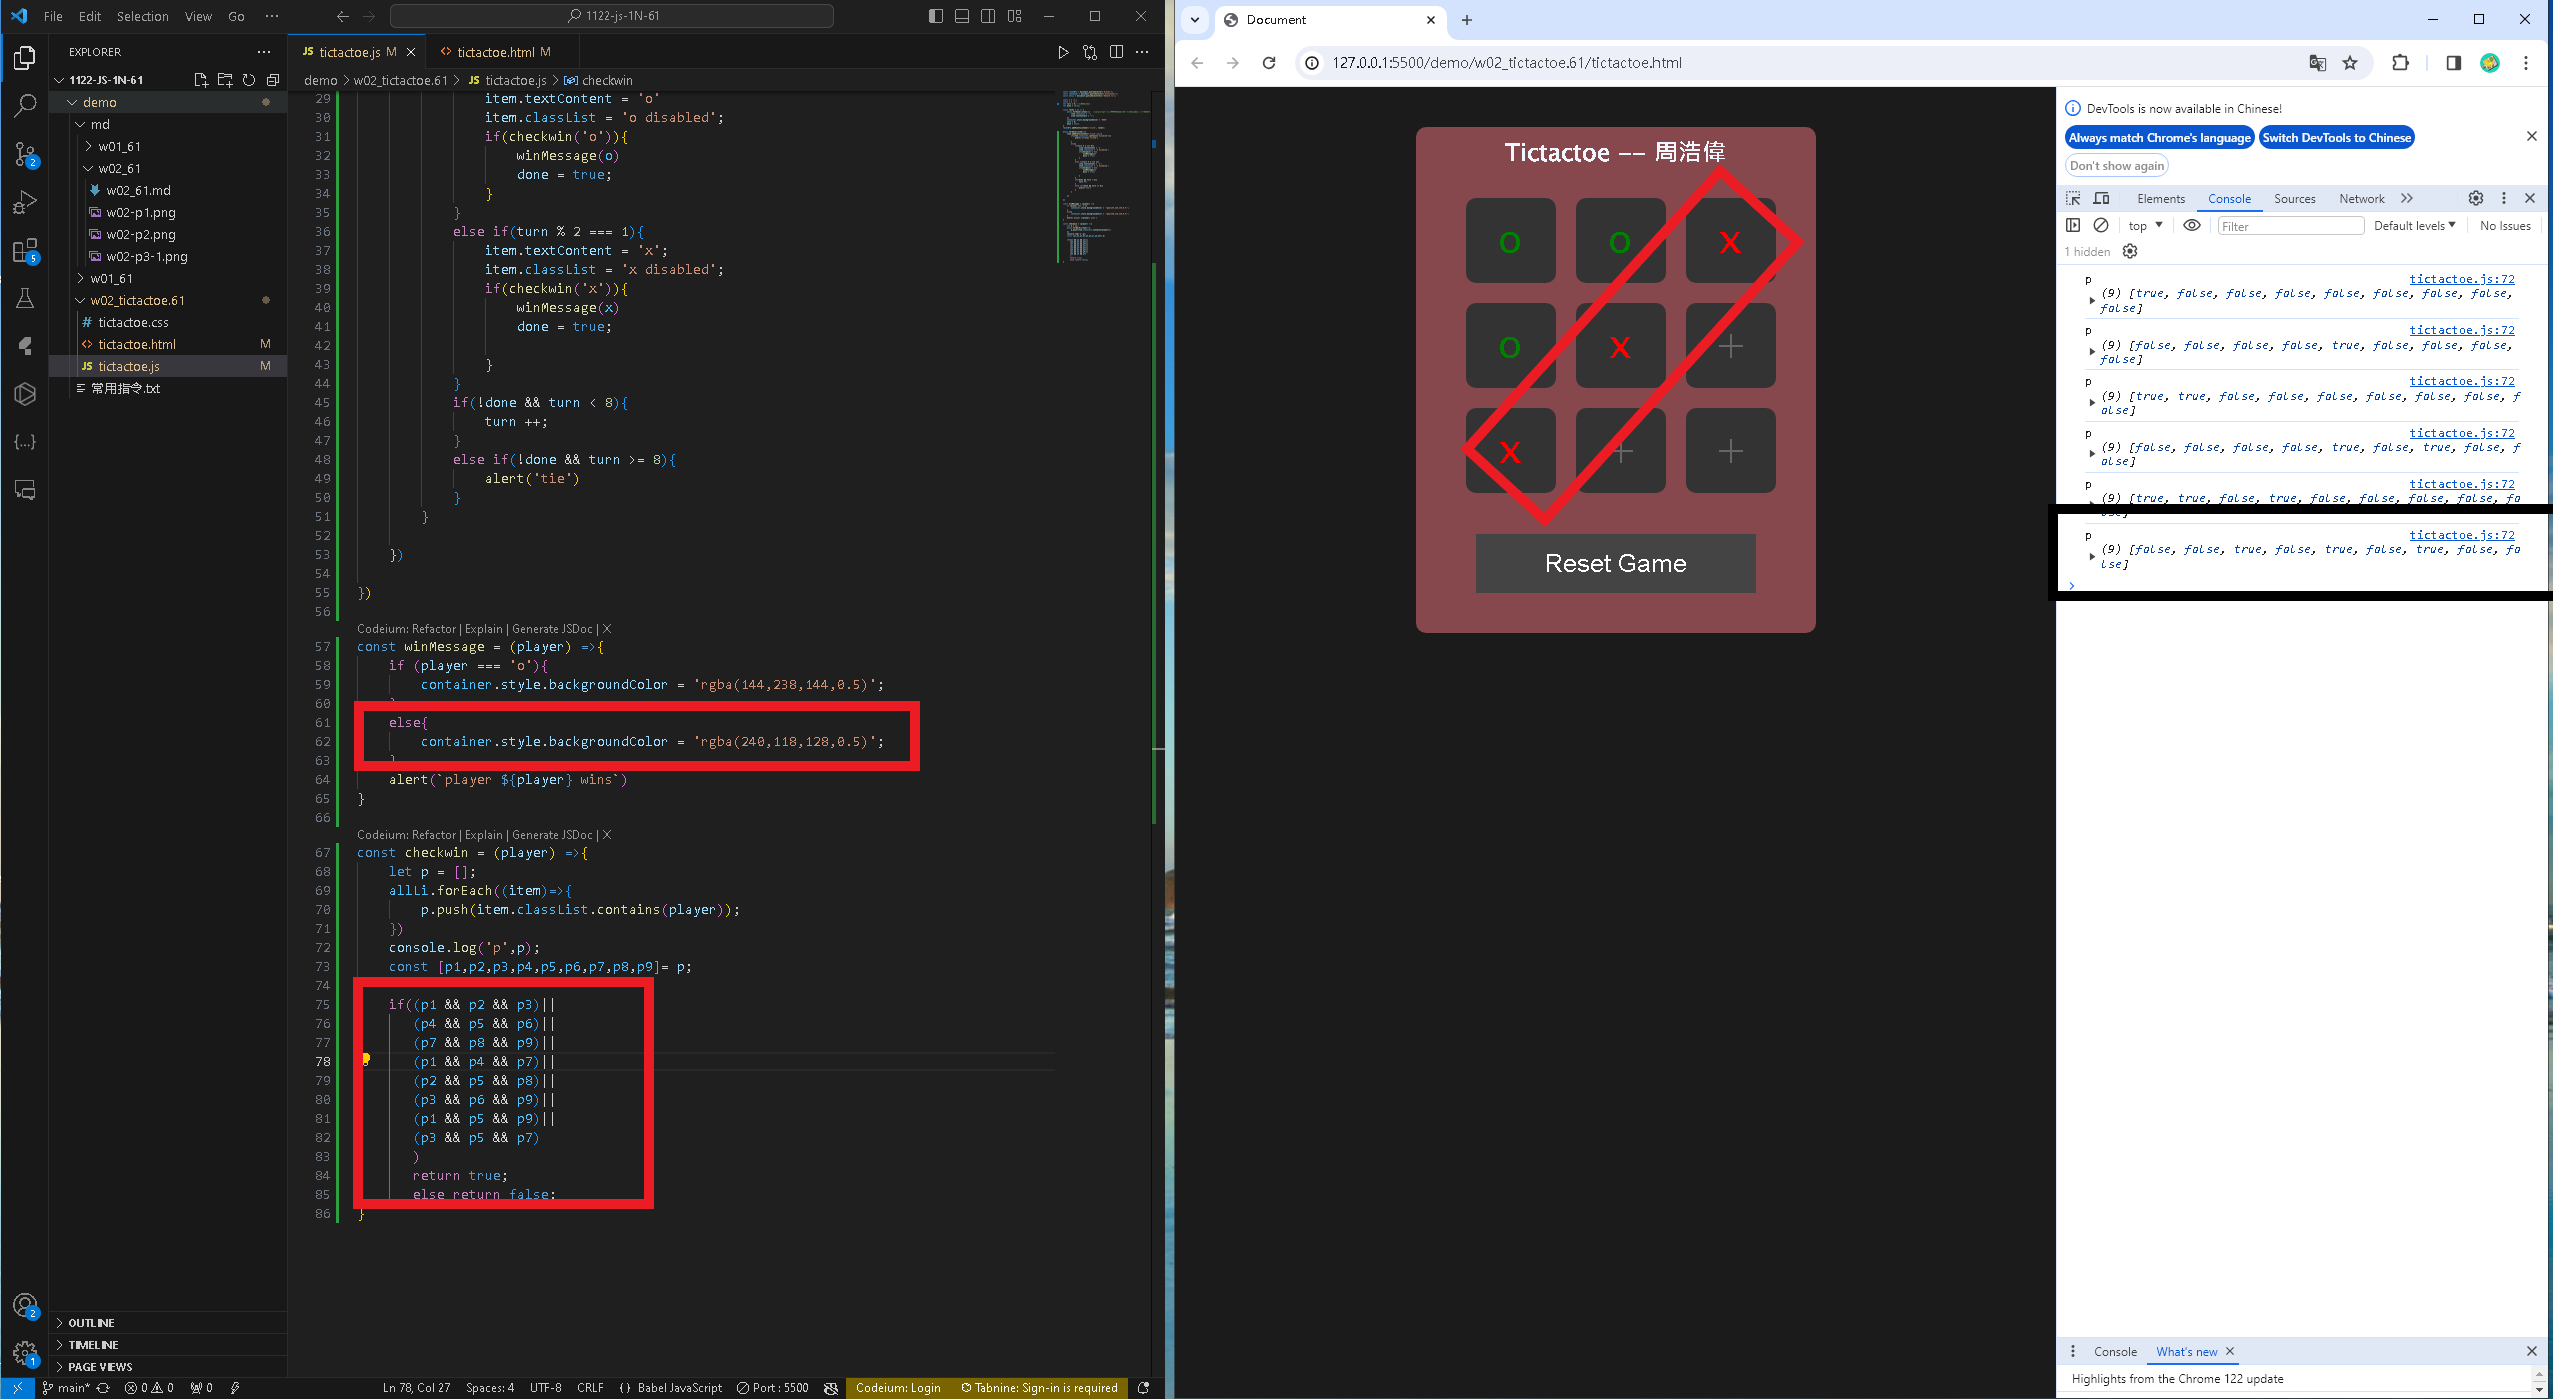 File Edit Selection View Go ··· 1122-js-1N-61
EXPLORER ···
1122-JS-1N-61
demo
md
w01_61
w02_61
w02_61.md
w02-p1.png
w02-p2.png
w02-p3-1.png
w01_61
w02_tictactoe.61
# tictactoe.css
<> tictactoe.html M
JS tictactoe.js M
常用指令.txt
OUTLINE
TIMELINE
PAGE VIEWS
JS tictactoe.js M
<> tictactoe.html M
demo > w02_tictactoe.61 > JS tictactoe.js > checkwin
29 item.textContent = 'o'
30 item.classList = 'o disabled';
31 if(checkwin('o')){
32 winMessage(o)
33 done = true;
34 }
35 }
36 else if(turn % 2 === 1){
37 item.textContent = 'x';
38 item.classList = 'x disabled';
39 if(checkwin('x')){
40 winMessage(x)
41 done = true;
42
43 }
44 }
45 if(!done && turn < 8){
46 turn ++;
47 }
48 else if(!done && turn >= 8){
49 alert('tie')
50 }
51 }
52
53 })
54
55 })
56
Codeium: Refactor | Explain | Generate JSDoc | X
57 const winMessage = (player) =>{
58 if (player === 'o'){
59 container.style.backgroundColor = 'rgba(144,238,144,0.5)';
60
61 else{
62 container.style.backgroundColor = 'rgba(240,118,128,0.5)';
63 }
64 alert(`player ${player} wins`)
65 }
66
Codeium: Refactor | Explain | Generate JSDoc | X
67 const checkwin = (player) =>{
68 let p = [];
69 allLi.forEach((item)=>{
70 p.push(item.classList.contains(player));
71 })
72 console.log('p',p);
73 const [p1,p2,p3,p4,p5,p6,p7,p8,p9]= p;
74
75 if((p1 && p2 && p3)||
76 (p4 && p5 && p6)||
77 (p7 && p8 && p9)||
78 (p1 && p4 && p7)||
79 (p2 && p5 && p8)||
80 (p3 && p6 && p9)||
81 (p1 && p5 && p9)||
82 (p3 && p5 && p7)
83 )
84 return true;
85 else return false;
86 }
main* 0 0 0 Ln 78, Col 27 Spaces: 4 UTF-8 CRLF {} Babel JavaScript Port : 5500 Codeium: Login Tabnine: Sign-in is required
Document
127.0.0.1:5500/demo/w02_tictactoe.61/tictactoe.html
Tictactoe -- 周浩偉
o o x
o x +
x + +
Reset Game
DevTools is now available in Chinese!
Always match Chrome's language Switch DevTools to Chinese
Don't show again
Elements Console Sources Network
top Filter Default levels No Issues
1 hidden
p tictactoe.js:72
(9) [true, false, false, false, false, false, false, false,
false]
p tictactoe.js:72
(9) [false, false, false, false, true, false, false, false,
false]
p tictactoe.js:72
(9) [true, true, false, false, false, false, false, false, f
alse]
p tictactoe.js:72
(9) [false, false, false, false, true, false, true, false, f
alse]
p tictactoe.js:72
(9) [true, true, false, true, false, false, false, false, fa
lse]
p tictactoe.js:72
(9) [false, false, true, false, true, false, true, false, fa
lse]
Console What's new
Highlights from the Chrome 122 update